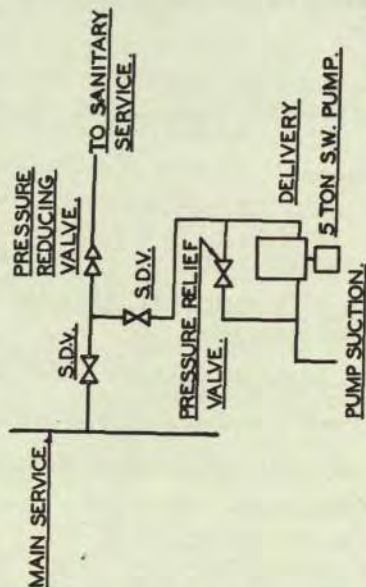 MAIN SERVICE
S.D.V.
PRESSURE
REDUCING
VALVE.
TO SANITARY
SERVICE.
S.D.V.
PRESSURE RELIEF
VALVE.
DELIVERY
5 TON S.W. PUMP.
PUMP SUCTION.